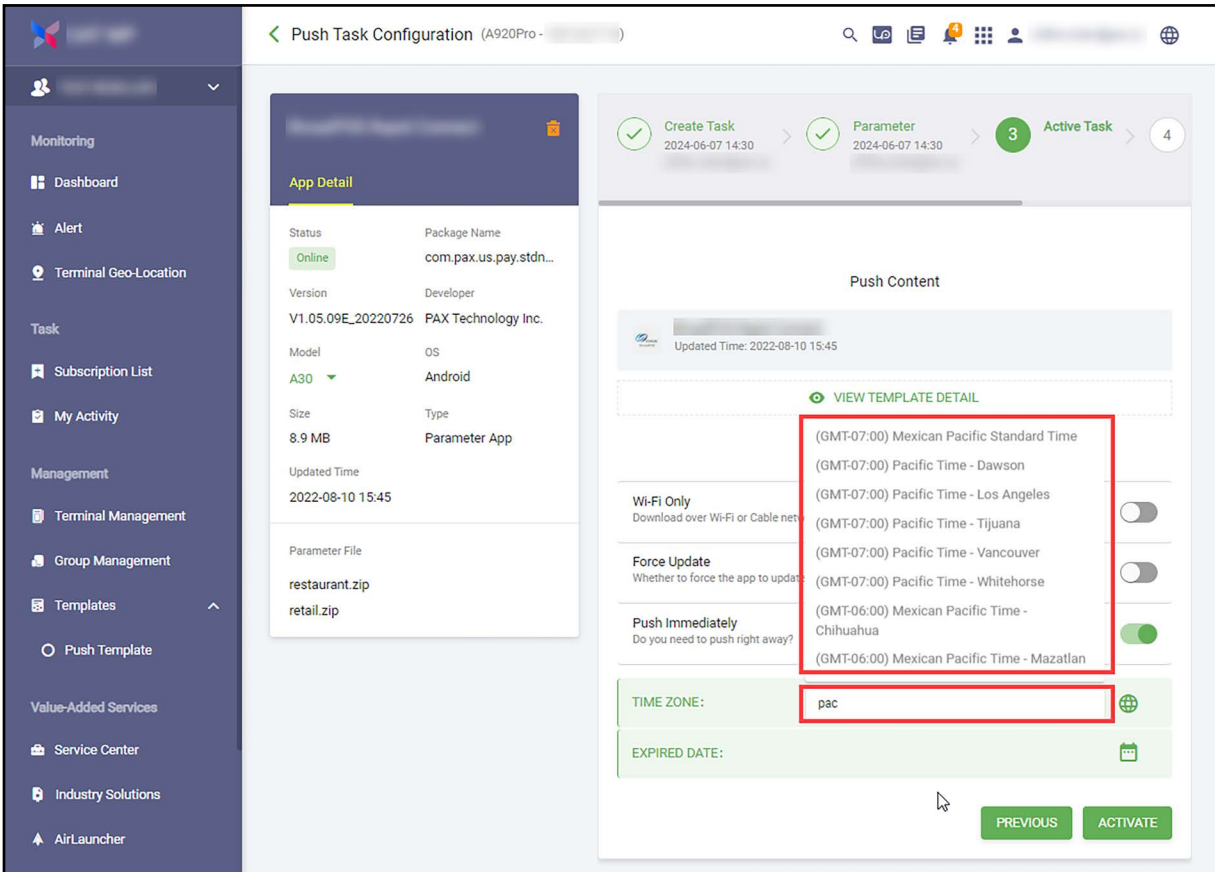 Push Task Configuration (A920Pro - )
4
Monitoring
Dashboard
Alert
Terminal Geo-Location
Task
Subscription List
My Activity
Management
Terminal Management
Group Management
Templates
Push Template
Value-Added Services
Service Center
Industry Solutions
AirLauncher
App Detail
Status
Package Name
Online
com.pax.us.pay.stdn...
Version
Developer
V1.05.09E_20220726
PAX Technology Inc.
Model
OS
A30
Android
Size
Type
8.9 MB
Parameter App
Updated Time
2022-08-10 15:45
Parameter File
restaurant.zip
retail.zip
Create Task
2024-06-07 14:30
Parameter
2024-06-07 14:30
3
Active Task
4
Push Content
Updated Time: 2022-08-10 15:45
VIEW TEMPLATE DETAIL
(GMT-07:00) Mexican Pacific Standard Time
(GMT-07:00) Pacific Time - Dawson
(GMT-07:00) Pacific Time - Los Angeles
(GMT-07:00) Pacific Time - Tijuana
(GMT-07:00) Pacific Time - Vancouver
(GMT-07:00) Pacific Time - Whitehorse
(GMT-06:00) Mexican Pacific Time -
Chihuahua
(GMT-06:00) Mexican Pacific Time - Mazatlan
Wi-Fi Only
Download over Wi-Fi or Cable netw
Force Update
Whether to force the app to update
Push Immediately
Do you need to push right away?
TIME ZONE:
pac
EXPIRED DATE:
PREVIOUS
ACTIVATE